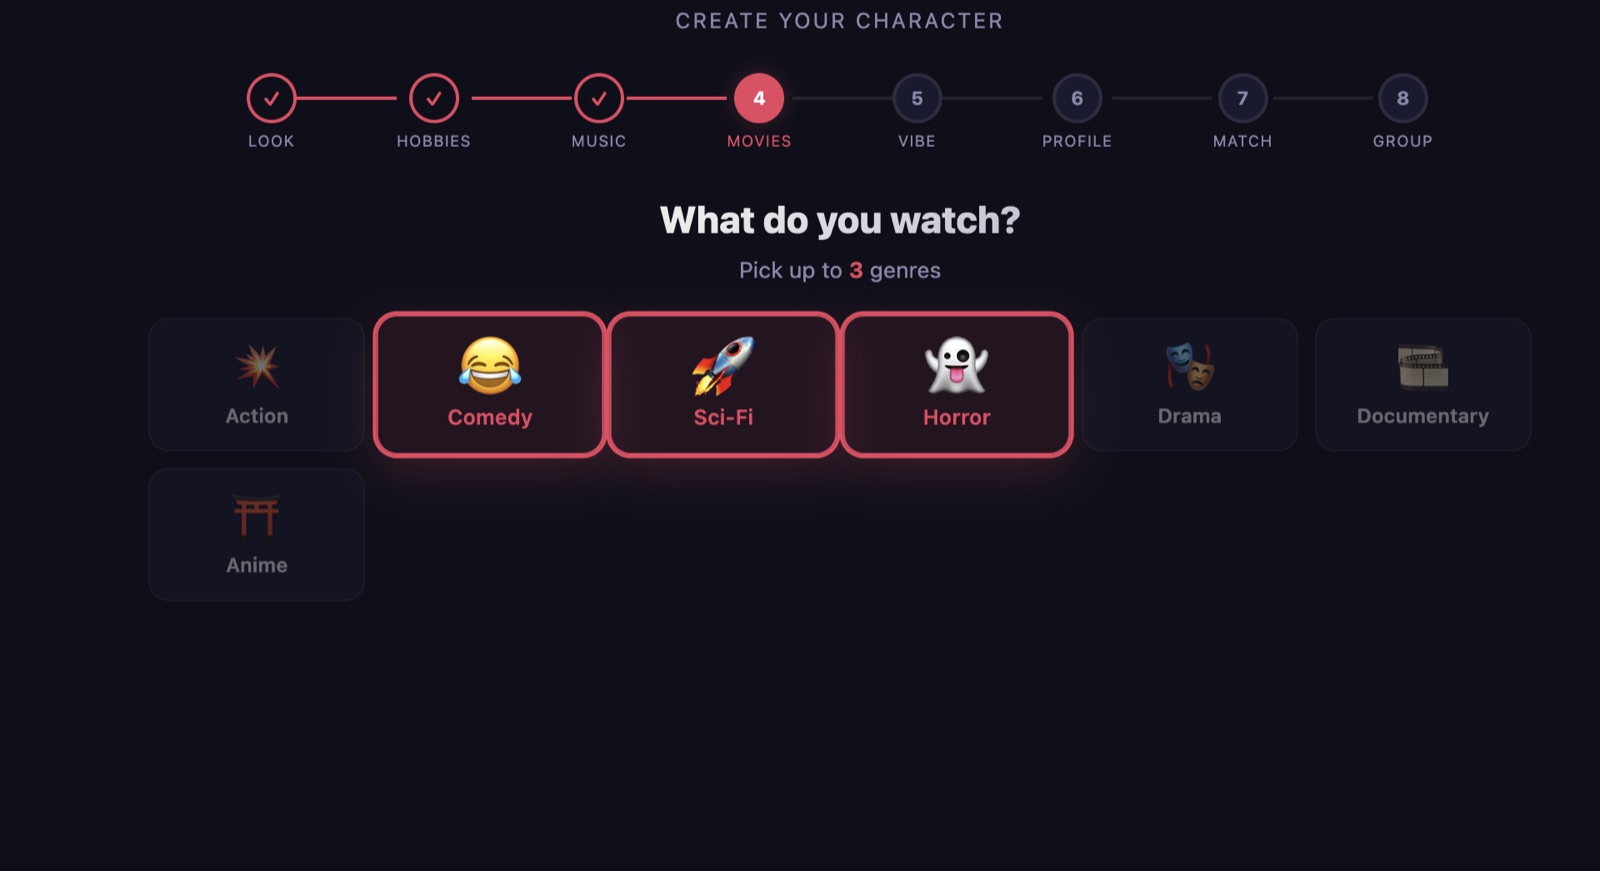 CREATE YOUR CHARACTER
4 5 6 7 8
LOOK HOBBIES MUSIC MOVIES VIBE PROFILE MATCH GROUP
What do you watch?
Pick up to 3 genres
Action Comedy Sci-Fi Horror Drama Documentary
Anime